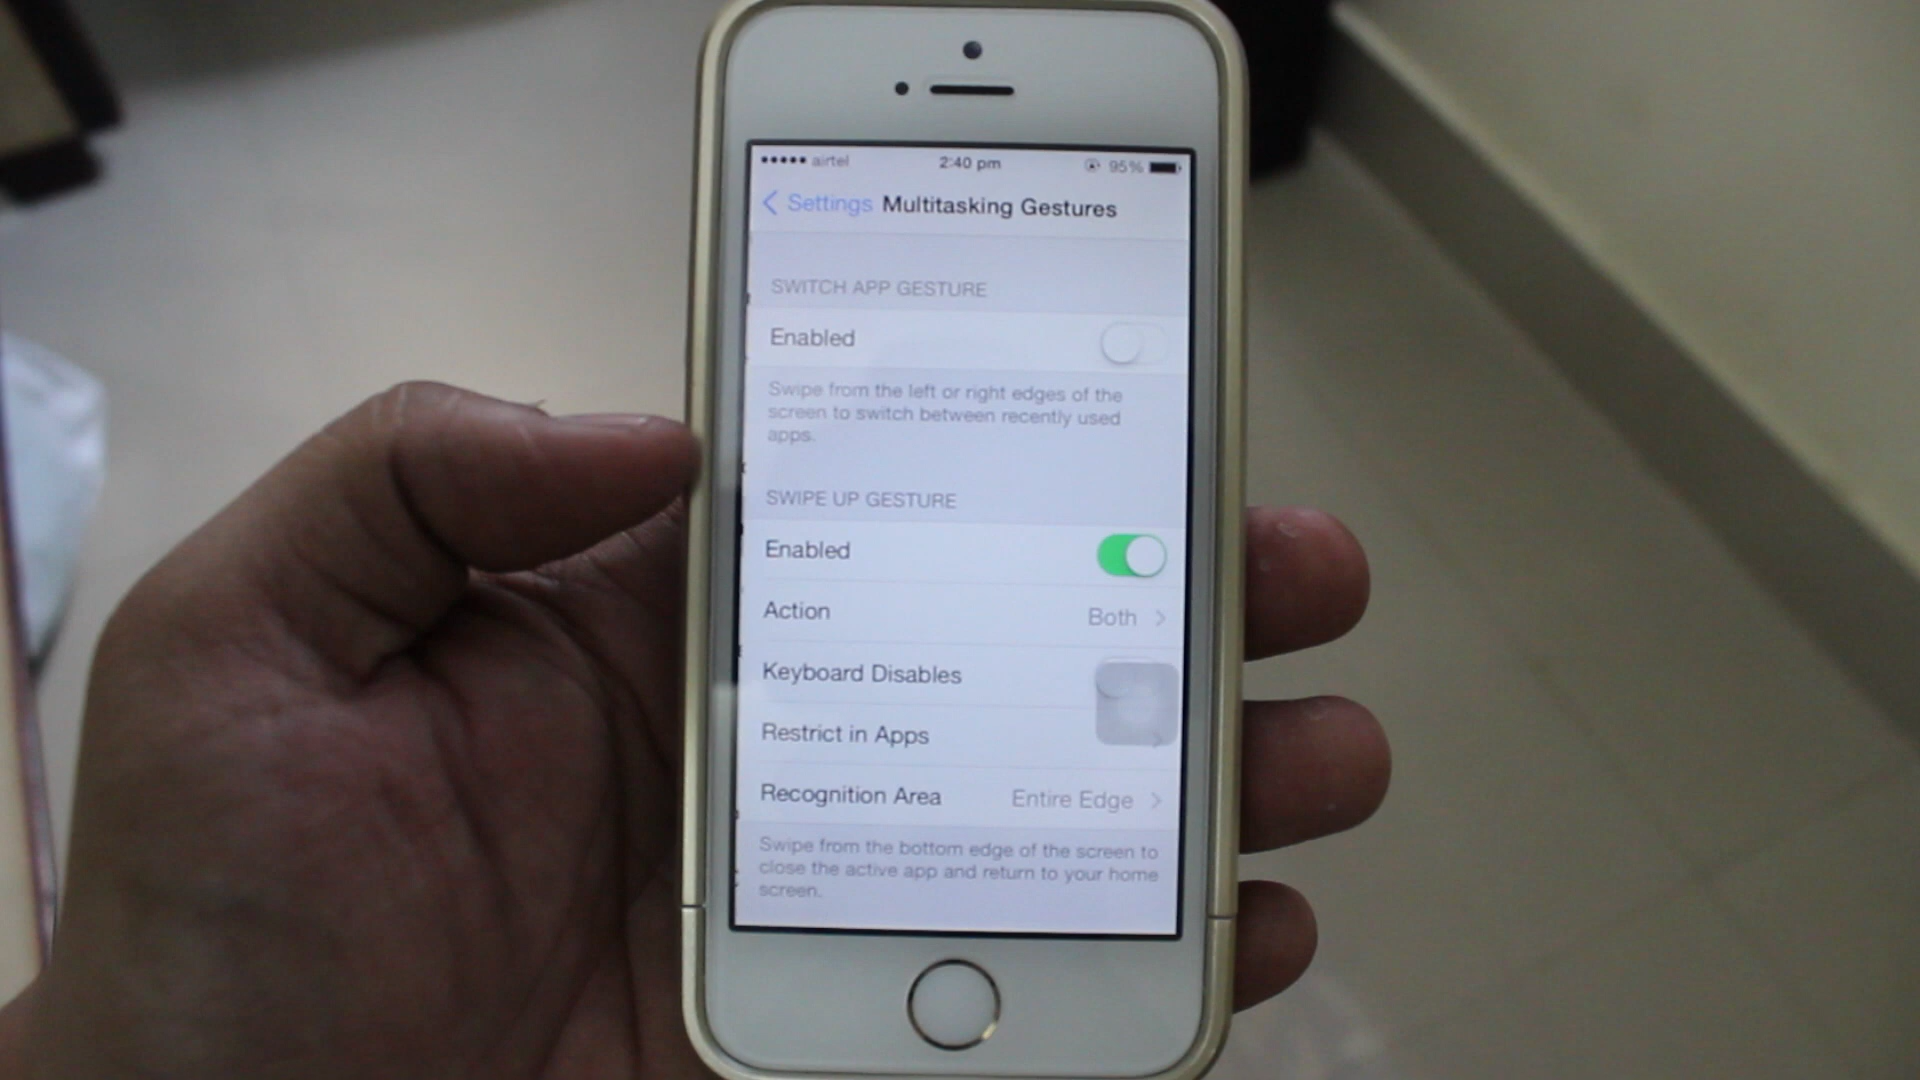 airtel 2:40 pm 95%
Settings Multitasking Gestures
SWITCH APP GESTURE
Enabled
Swipe from the left or right edges of the
screen to switch between recently used
apps.
SWIPE UP GESTURE
Enabled
Action Both
Keyboard Disables
Restrict in Apps
Recognition Area Entire Edge
Swipe from the bottom edge of the screen to
close the active app and return to your home
screen.